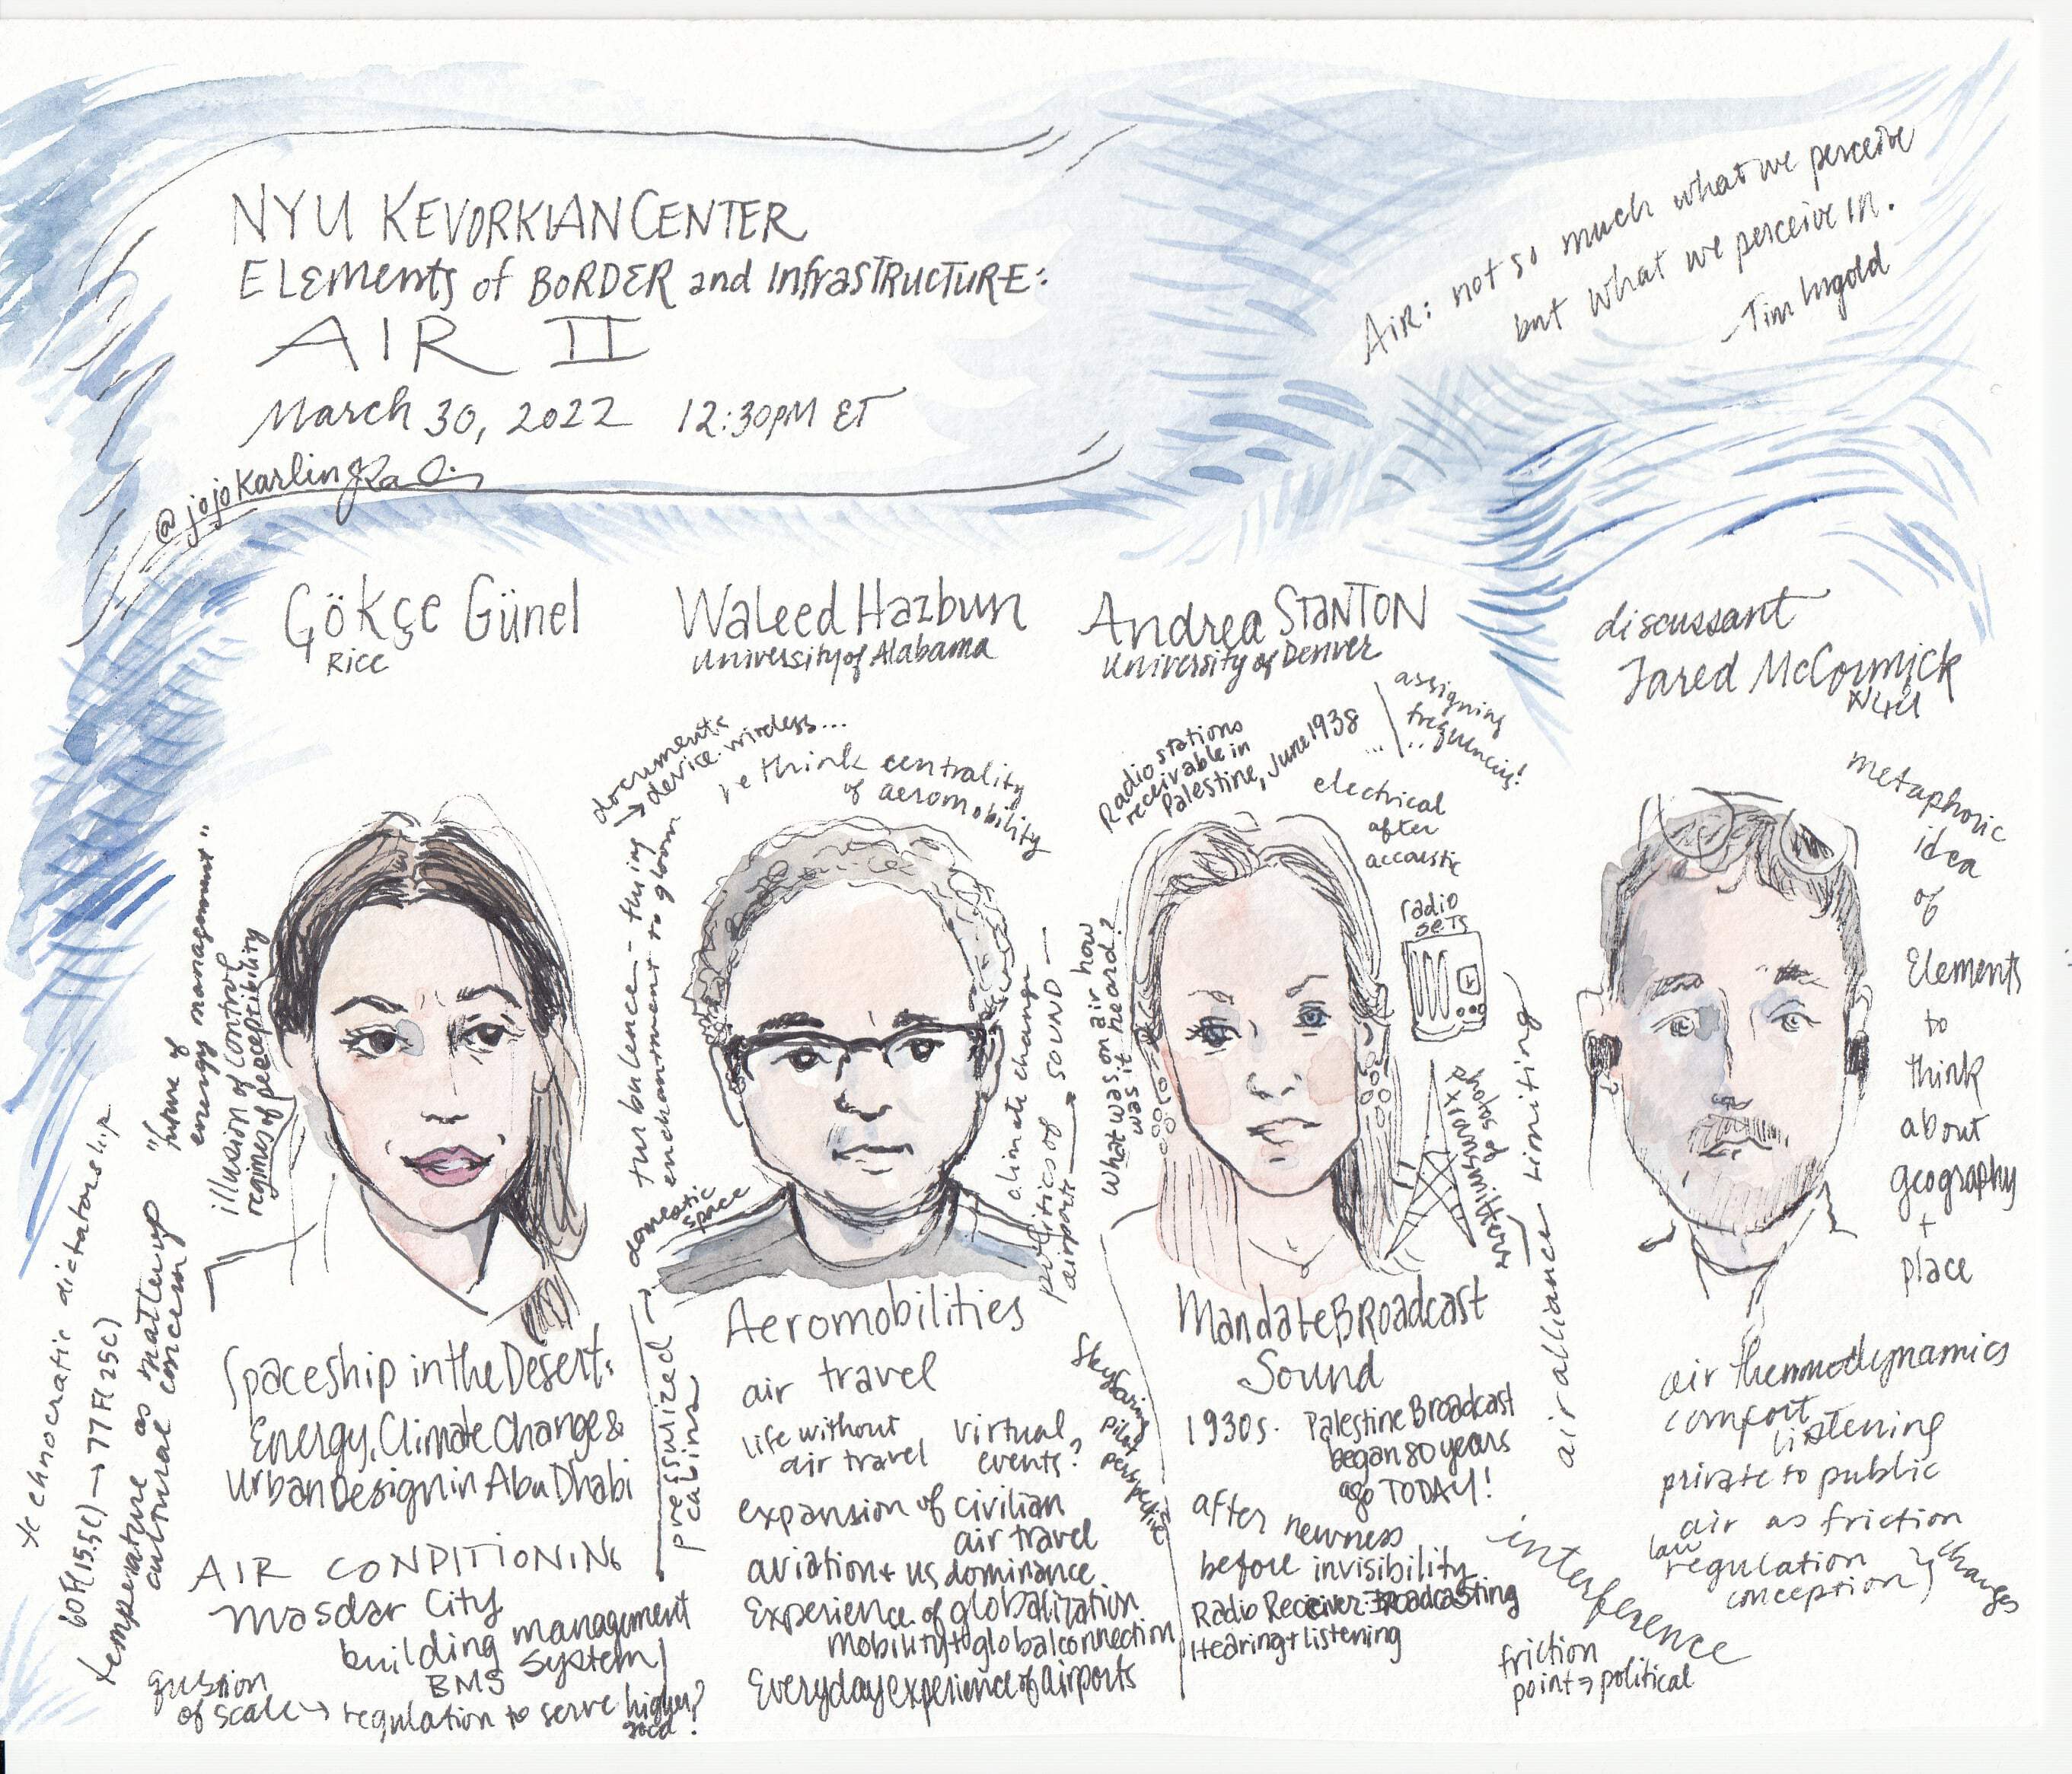 NYU KEVORKIAN CENTER
ELEMENTS of BORDER and INFRASTRUCTURE:
AIR II
March 30, 2022 12:30PM ET
@jojoKarlin
Air: not so much what we perceive
but what we perceive in.
-Tim Ingold
Gökçe Günel
Rice
"future of
energy management"
illusion of control
regimes of perceptibility
technocratic dictatorship
60F(15.5C) → 77F(25C)
temperature as matter up
cultural concern
Spaceship in the Desert:
Energy, Climate Change &
Urban Design in Abu Dhabi
AIR CONDITIONING
Masdar City
building management
BMS system
qustion
of scale → regulation to serve higher
good?
Waleed Hazbun
University of Alabama
documents
→ device. wireless...
rethink centrality
of aeromobility
turbulence - thing
enchantment to gloom
pressurized → domestic
cabins space
climate change
politics of
airports → SOUND —
Aeromobilities
air travel
life without
air travel
virtual
events?
expansion of civilian
air travel
aviation + US dominance
Experience of globalization
mobility + global connection
Everyday experience of airports
Skyfaring
pilot
perspective
Andrea STANTON
University of Denver
Radio stations
receivable in
Palestine, June 1938
...
assigning
frequencies!
electrical
after
accoustic
radio
sets
What was on air how
was it heard?
photos of
transmitters
Mandate Broadcast
Sound
1930s. Palestine Broadcast
began 80 years
ago TODAY!
after newness
before invisibility
Radio Receiver Broadcasting
Hearing + listening
air alliance timiting
interference
discussant
Jared McCormick
NYU
metaphoric
idea
of
Elements
to
think
about
geography
+
place
air thermodynamics
comfort
listening
private to public
air as friction
law
regulation
conception } changes
friction
point → political